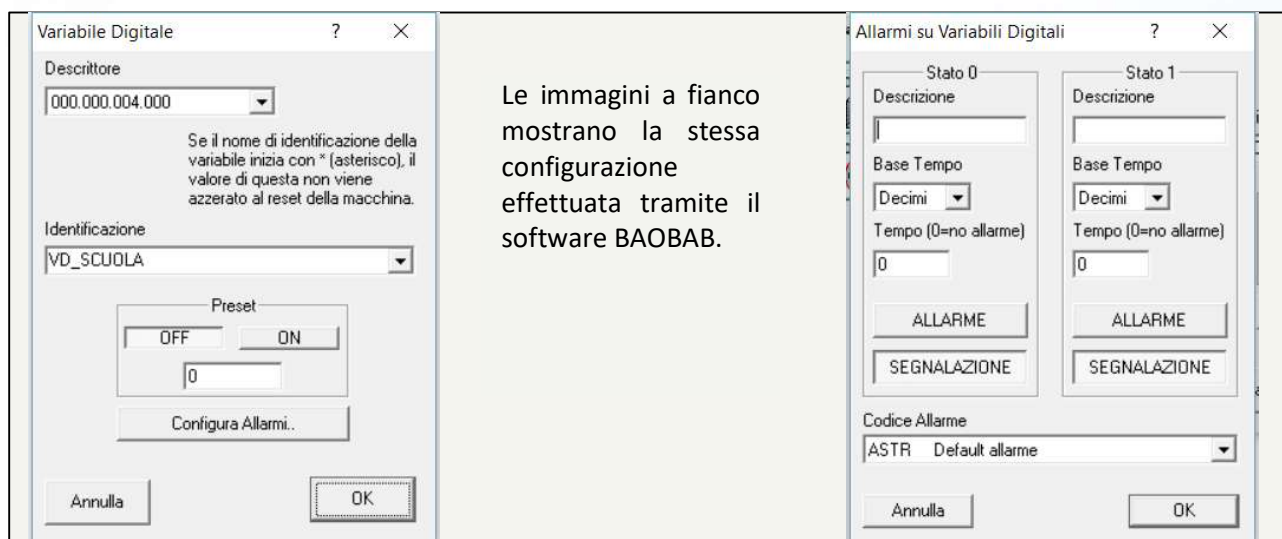 Variabile Digitale ? X
Descrittore
000.000.004.000
Se il nome di identificazione della
variabile inizia con * (asterisco), il
valore di questa non viene
azzerato al reset della macchina.
Identificazione
VD_SCUOLA
Preset
OFF ON
0
Configura Allarmi..
Annulla OK
Le immagini a fianco
mostrano la stessa
configurazione
effettuata tramite il
software BAOBAB.
Allarmi su Variabili Digitali ? X
Stato 0 Stato 1
Descrizione Descrizione
Base Tempo Base Tempo
Decimi Decimi
Tempo (0=no allarme) Tempo (0=no allarme)
0 0
ALLARME ALLARME
SEGNALAZIONE SEGNALAZIONE
Codice Allarme
ASTR Default allarme
Annulla OK